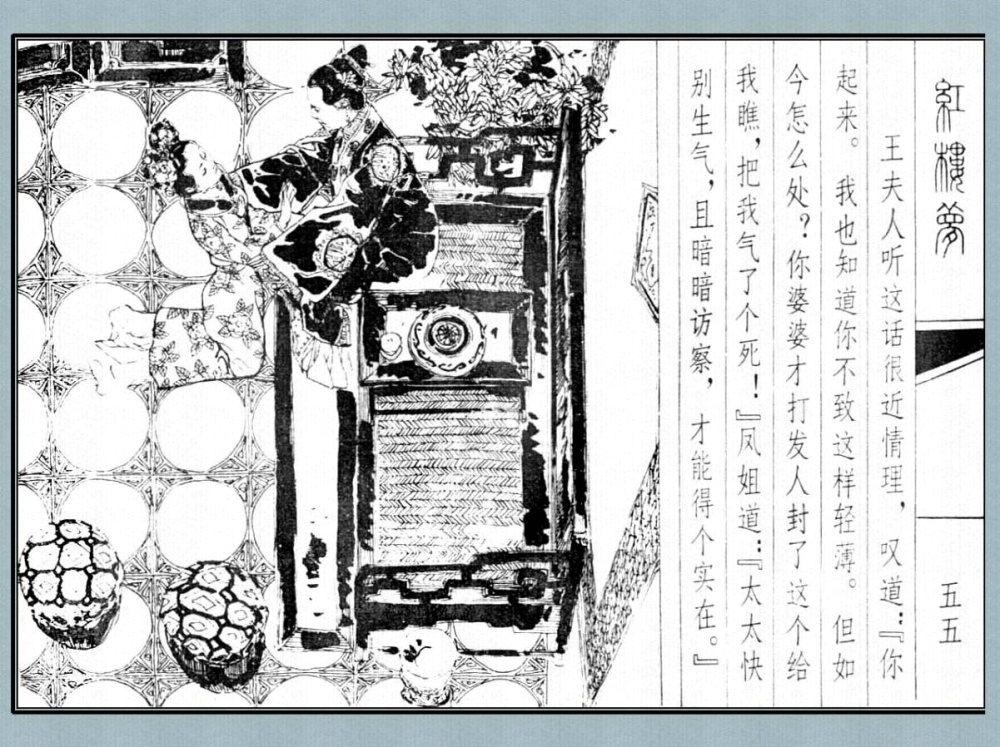 紅樓夢
五五
王夫人听这话很近情理，叹道：『你
起来。我也知道你不致这样轻薄。但如
今怎么处？你婆婆才打发人封了这个给
我瞧，把我气了个死！』凤姐道：『太太快
别生气，且暗暗访察，才能得个实在。』